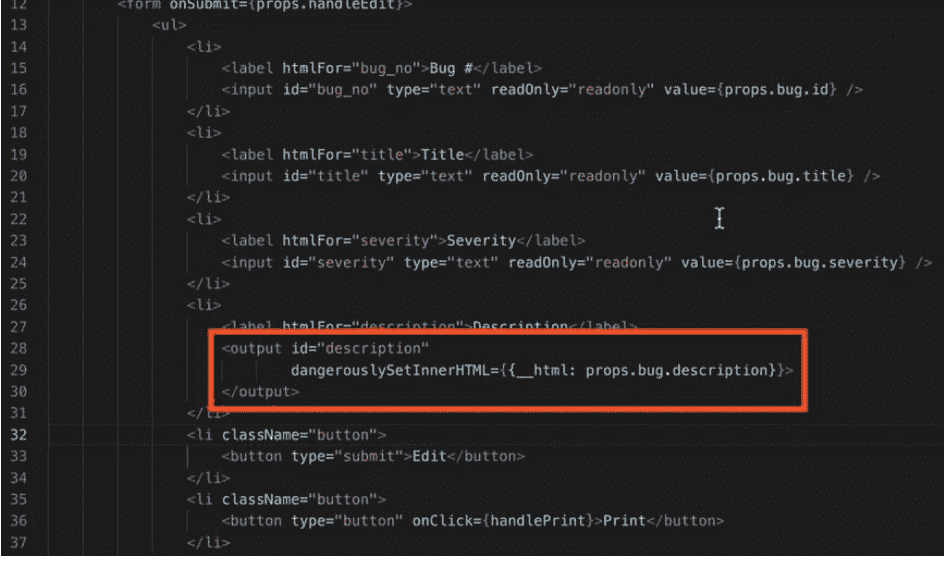 12 <form onSubmit={props.handleEdit}>
13 <ul>
14 <li>
15 <label htmlFor="bug_no">Bug #</label>
16 <input id="bug_no" type="text" readOnly="readonly" value={props.bug.id} />
17 </li>
18 <li>
19 <label htmlFor="title">Title</label>
20 <input id="title" type="text" readOnly="readonly" value={props.bug.title} />
21 </li>
22 <li>
23 <label htmlFor="severity">Severity</label>
24 <input id="severity" type="text" readOnly="readonly" value={props.bug.severity} />
25 </li>
26 <li>
27 <label htmlFor="description">Description</label>
28 <output id="description"
29 dangerouslySetInnerHTML={{__html: props.bug.description}}>
30 </output>
31 </li>
32 <li className="button">
33 <button type="submit">Edit</button>
34 </li>
35 <li className="button">
36 <button type="button" onClick={handlePrint}>Print</button>
37 </li>